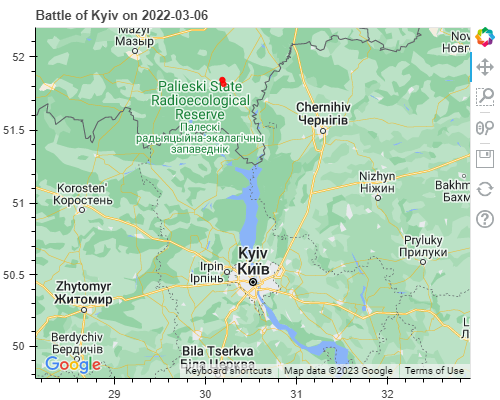 Battle of Kyiv on 2022-03-06
Mazyr
Мазыр
Novo
Новг
Palieski State
Radioecological
Reserve
Палескі
радыяцыйна-экалагічны
запаведнік
Chernihiv
Чернігів
Korosten'
Коростень
Nizhyn
Ніжин
Bakhm
Бахм
Kyiv
Київ
Pryluky
Прилуки
Irpin
Ірпінь
Zhytomyr
Житомир
Berdychiv
Бердичів
Bila Tserkva
Google
Keyboard shortcuts
Map data ©2023 Google
Terms of Use
52
51.5
51
50.5
50
29
30
31
32